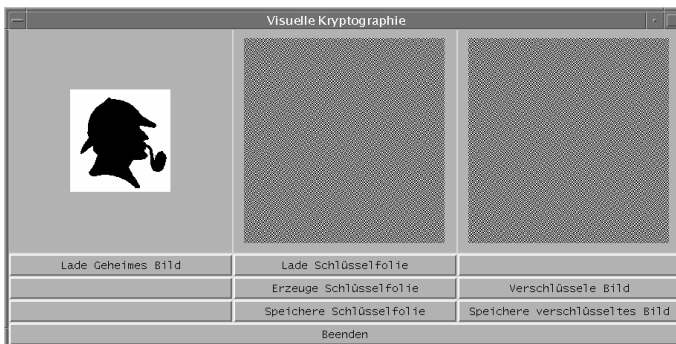 Visuelle Kryptographie
Lade Geheimes Bild
Lade Schlüsselfolie
Erzeuge Schlüsselfolie
Verschlüssele Bild
Speichere Schlüsselfolie
Speichere verschlüsseltes Bild
Beenden